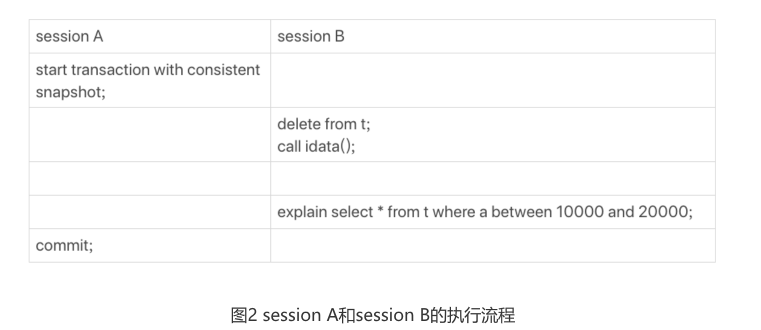 session A session B
start transaction with consistent
snapshot;
delete from t;
call idata();
explain select * from t where a between 10000 and 20000;
commit;
图2 session A和session B的执行流程